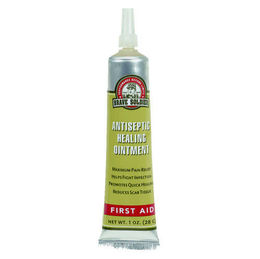 BRAVE SOLDIER
ANTISEPTIC
HEALING
OINTMENT
MAXIMUM PAIN RELIEF
HELPS FIGHT INFECTION
PROMOTES QUICK HEALING
REDUCES SCAR TISSUE
FIRST AID
NET WT. 1 OZ. (28 G)